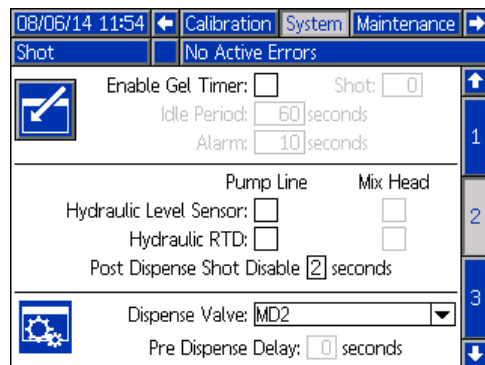 08/06/14 11:54 Calibration System Maintenance
Shot No Active Errors
Enable Gel Timer: Shot: 0
Idle Period: 60 seconds
Alarm: 10 seconds
1
Pump Line Mix Head
Hydraulic Level Sensor:
2
Hydraulic RTD:
Post Dispense Shot Disable 2 seconds
3
Dispense Valve: MD2
Pre Dispense Delay: 0 seconds